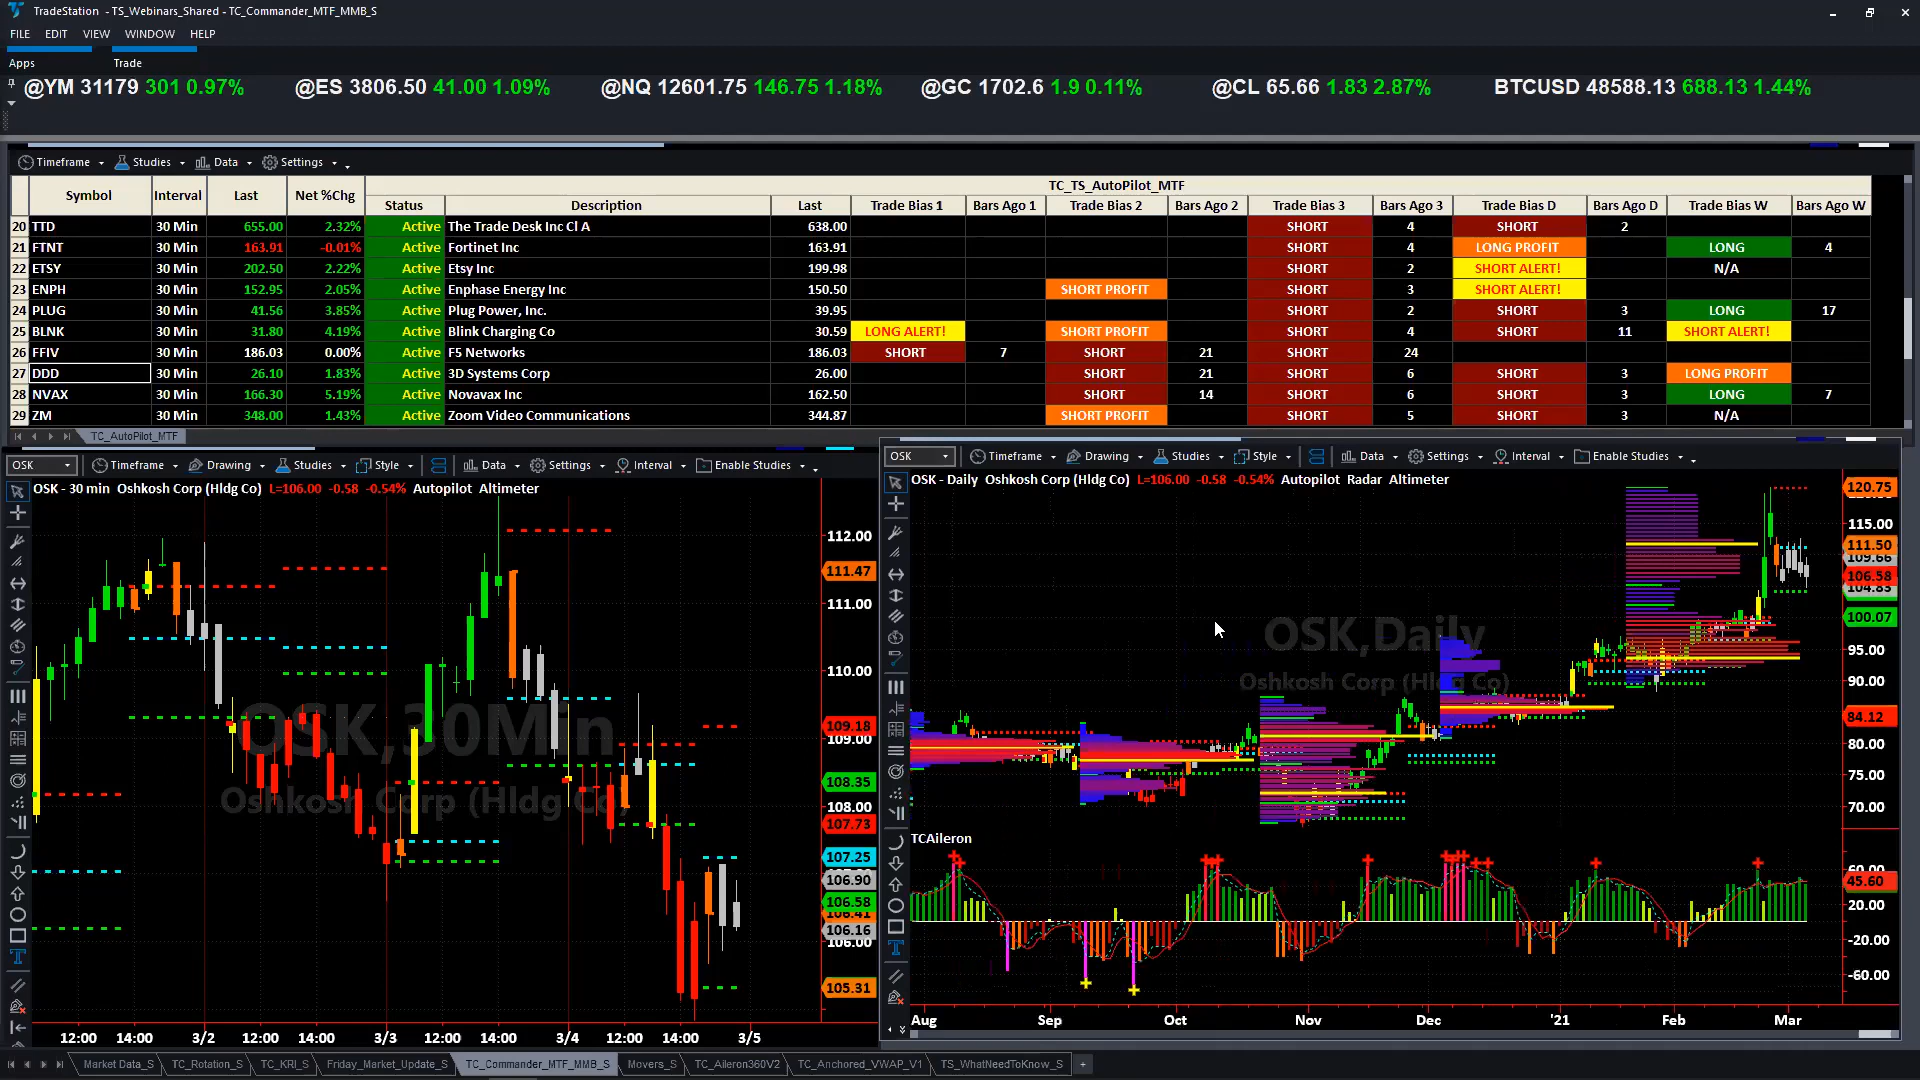 TradeStation - TS_Webinars_Shared - TC_Commander_MTF_MMB_S
FILE EDIT VIEW WINDOW HELP
Apps Trade
@YM 31179 301 0.97% @ES 3806.50 41.00 1.09% @NQ 12601.75 146.75 1.18% @GC 1702.6 1.9 0.11% @CL 65.66 1.83 2.87% BTCUSD 48588.13 688.13 1.44%
Timeframe Studies Data Settings
TC_TS_AutoPilot_MTF
Symbol Interval Last Net %Chg Status Description Last Trade Bias 1 Bars Ago 1 Trade Bias 2 Bars Ago 2 Trade Bias 3 Bars Ago 3 Trade Bias D Bars Ago D Trade Bias W Bars Ago W
20 TTD 30 Min 655.00 2.32% Active The Trade Desk Inc Cl A 638.00 SHORT 4 SHORT 2
21 FTNT 30 Min 163.91 -0.01% Active Fortinet Inc 163.91 SHORT 4 LONG PROFIT LONG 4
22 ETSY 30 Min 202.50 2.22% Active Etsy Inc 199.98 SHORT 2 SHORT ALERT! N/A
23 ENPH 30 Min 152.95 2.05% Active Enphase Energy Inc 150.50 SHORT PROFIT SHORT 3 SHORT ALERT!
24 PLUG 30 Min 41.56 3.85% Active Plug Power, Inc. 39.95 SHORT 2 SHORT 3 LONG 17
25 BLNK 30 Min 31.80 4.19% Active Blink Charging Co 30.59 LONG ALERT! SHORT PROFIT SHORT 4 SHORT 11 SHORT ALERT!
26 FFIV 30 Min 186.03 0.00% Active F5 Networks 186.03 SHORT 7 SHORT 21 SHORT 24
27 DDD 30 Min 26.10 1.83% Active 3D Systems Corp 26.00 SHORT 21 SHORT 6 SHORT 3 LONG PROFIT
28 NVAX 30 Min 166.30 5.19% Active Novavax Inc 162.50 SHORT 14 SHORT 6 SHORT 3 LONG 7
29 ZM 30 Min 348.00 1.43% Active Zoom Video Communications 344.87 SHORT PROFIT SHORT 5 SHORT 3 N/A
TC_AutoPilot_MTF
OSK Timeframe Drawing Studies Style Data Settings Interval Enable Studies
OSK - 30 min Oshkosh Corp (Hldg Co) L=106.00 -0.58 -0.54% Autopilot Altimeter
OSK,30Min
Oshkosh Corp (Hldg Co)
112.00
111.47
111.00
110.00
109.18
109.00
108.35
108.00
107.73
107.25
106.90
106.58
106.41
106.16
106.00
105.31
12:00 14:00 3/2 12:00 14:00 3/3 12:00 14:00 3/4 12:00 14:00 3/5
OSK Timeframe Drawing Studies Style Data Settings Interval Enable Studies
OSK - Daily Oshkosh Corp (Hldg Co) L=106.00 -0.58 -0.54% Autopilot Radar Altimeter
OSK,Daily
Oshkosh Corp (Hldg Co)
120.75
115.00
111.50
109.66
106.58
104.85
100.07
95.00
90.00
84.12
80.00
75.00
70.00
TCAileron
60.00
45.60
20.00
-20.00
-60.00
Aug Sep Oct Nov Dec '21 Feb Mar
Market Data_S TC_Rotation_S TC_KRI_S Friday_Market_Update_S TC_Commander_MTF_MMB_S Movers_S TC_Aileron360V2 TC_Anchored_VWAP_V1 TS_WhatNeedToKnow_S +